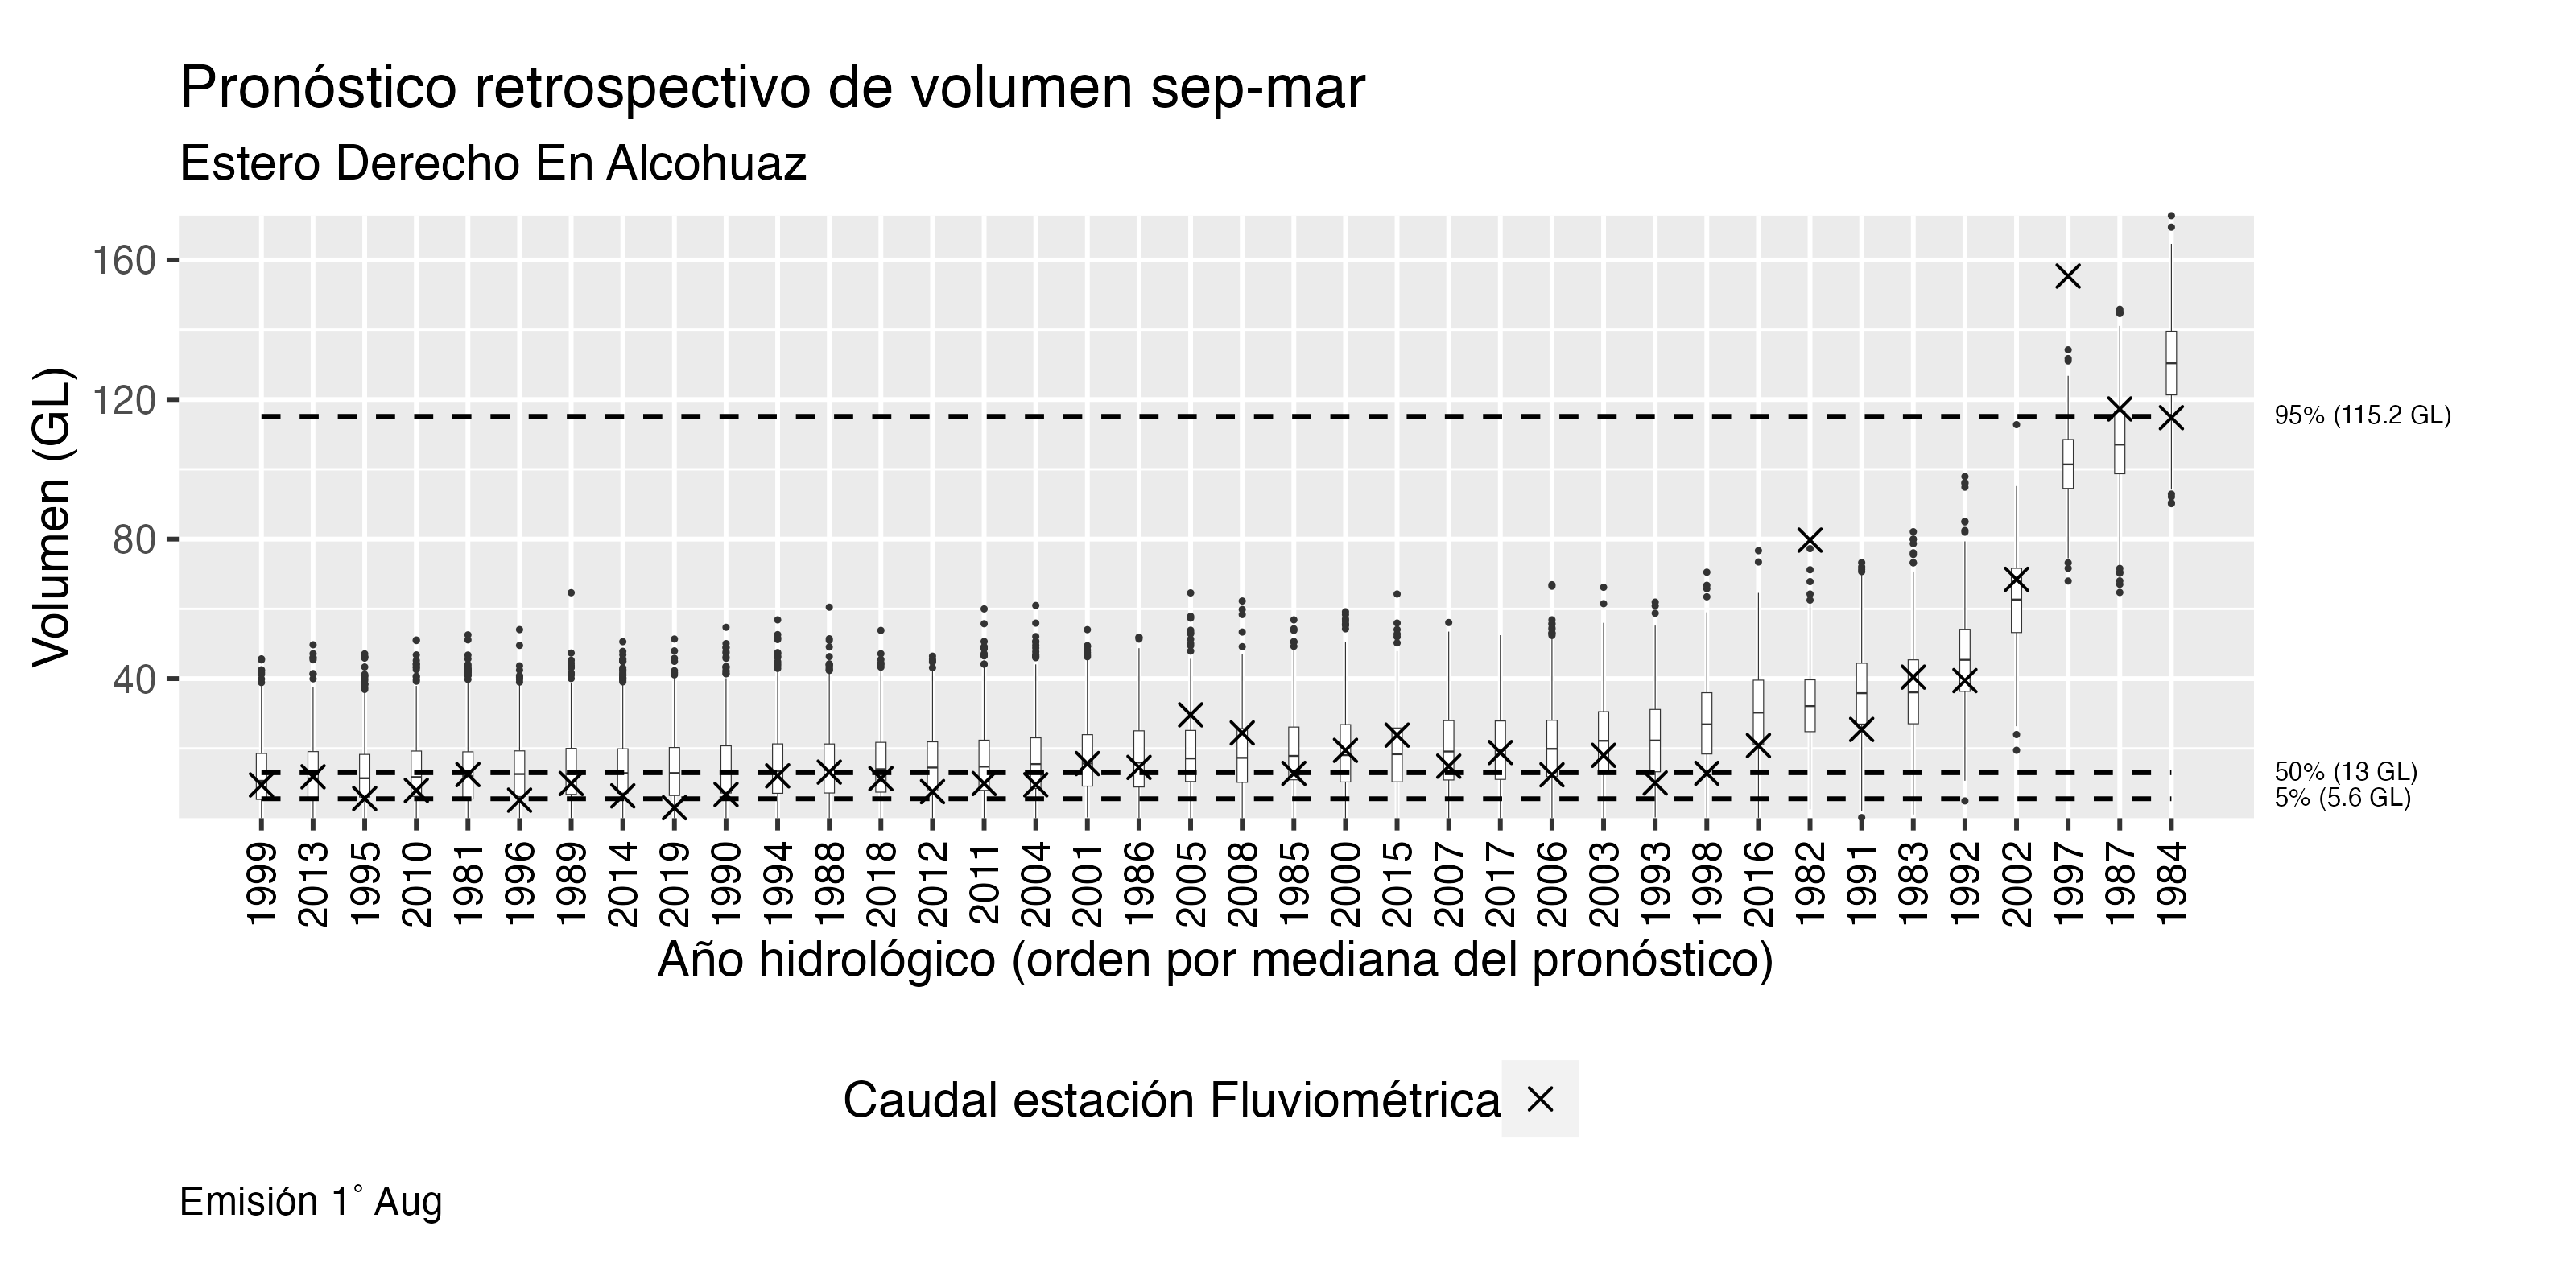 Pronóstico retrospectivo de volumen sep-mar
Estero Derecho En Alcohuaz
Volumen (GL)
160
120
80
40
95% (115.2 GL)
50% (13 GL)
5% (5.6 GL)
1999 2013 1995 2010 1981 1996 1989 2014 2019 1990 1994 1988 2018 2012 2011 2004 2001 1986 2005 2008 1985 2000 2015 2007 2017 2006 2003 1993 1998 2016 1982 1991 1983 1992 2002 1997 1987 1984
Año hidrológico (orden por mediana del pronóstico)
Caudal estación Fluviométrica
Emisión 1° Aug